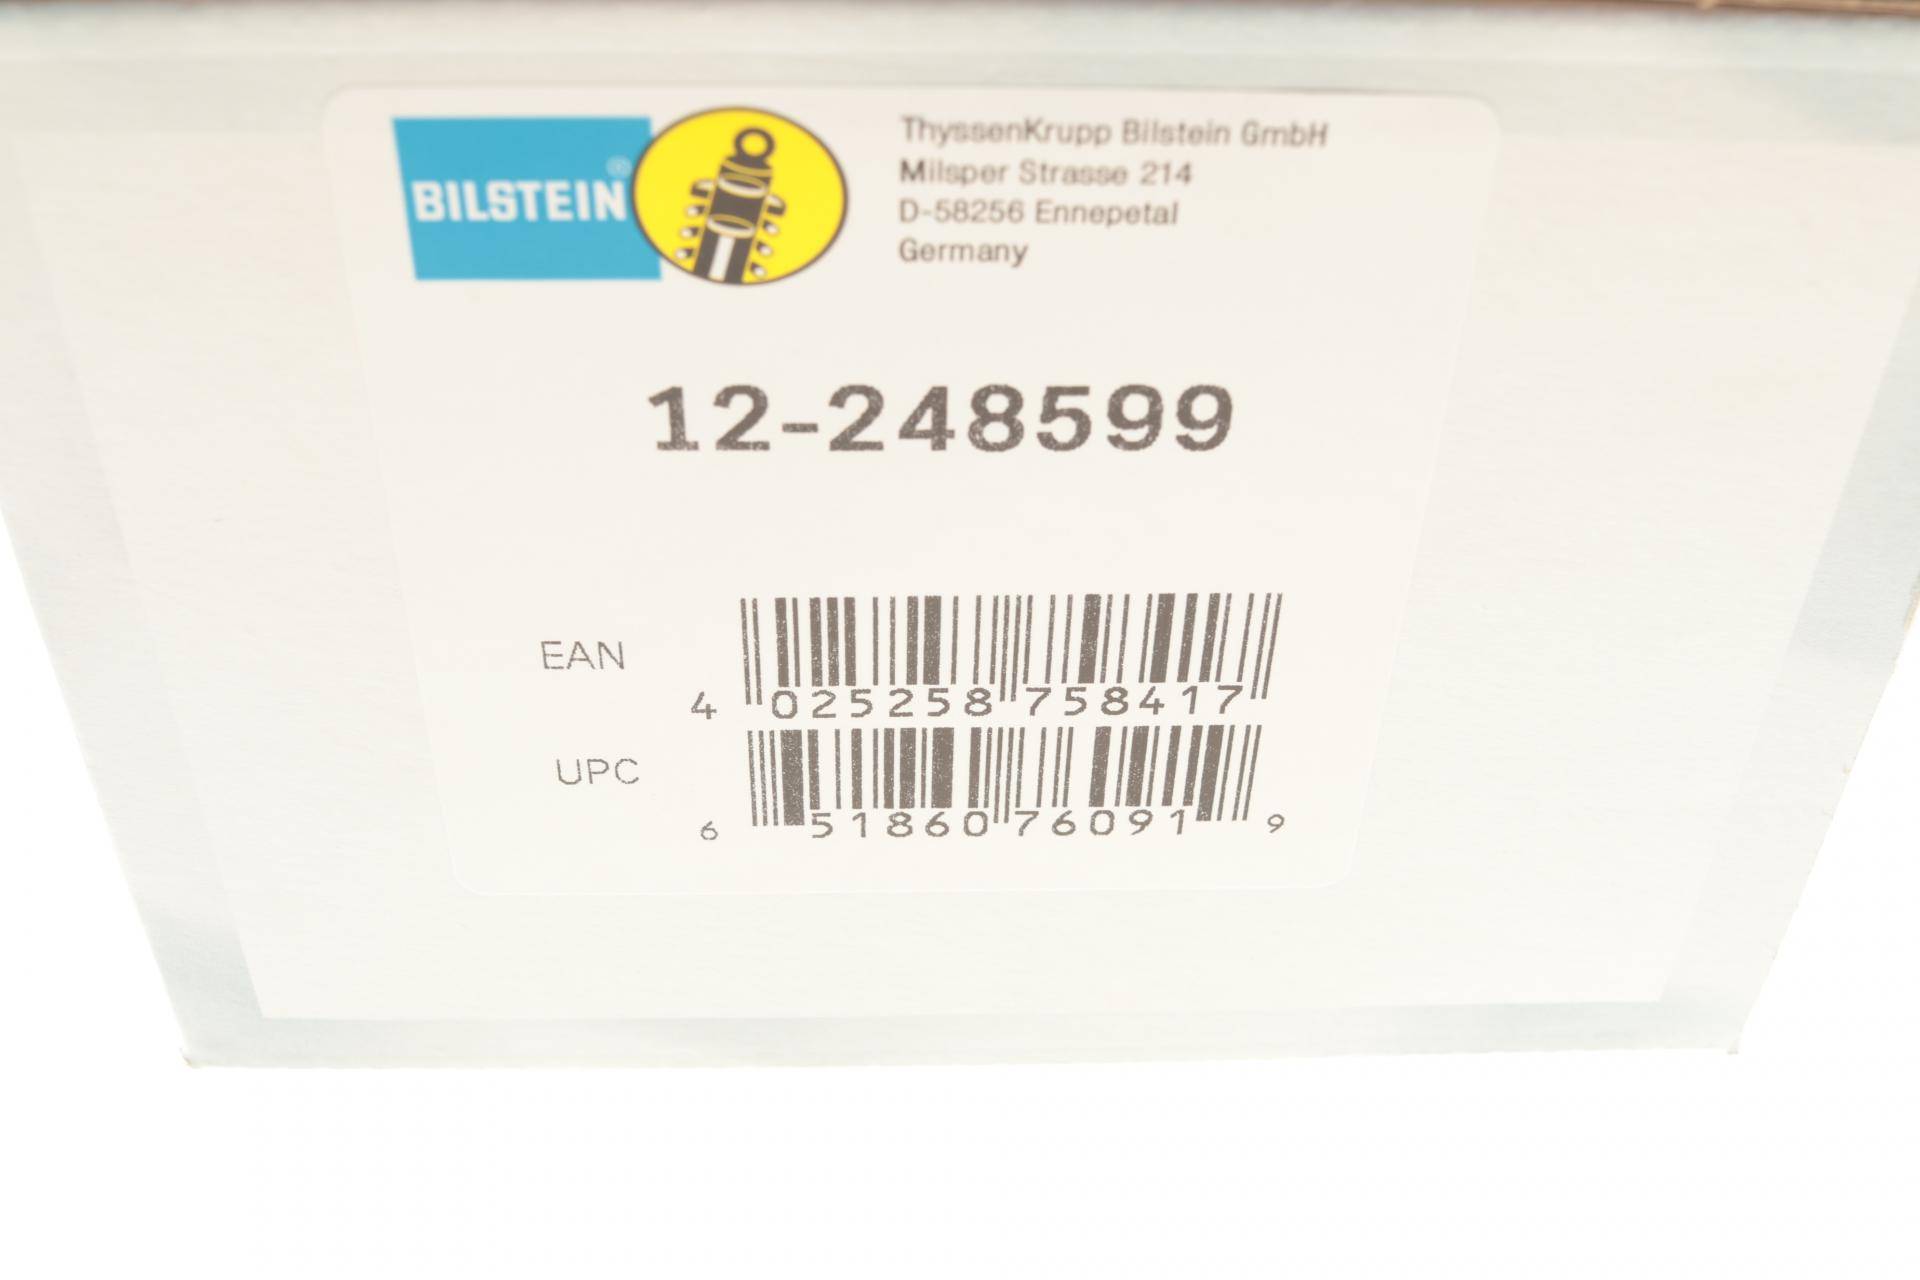 BILSTEIN®
ThyssenKrupp Bilstein GmbH
Milsper Strasse 214
D-58256 Ennepetal
Germany
12-248599
EAN
4 025258 758417
UPC
6 51860 76091 9